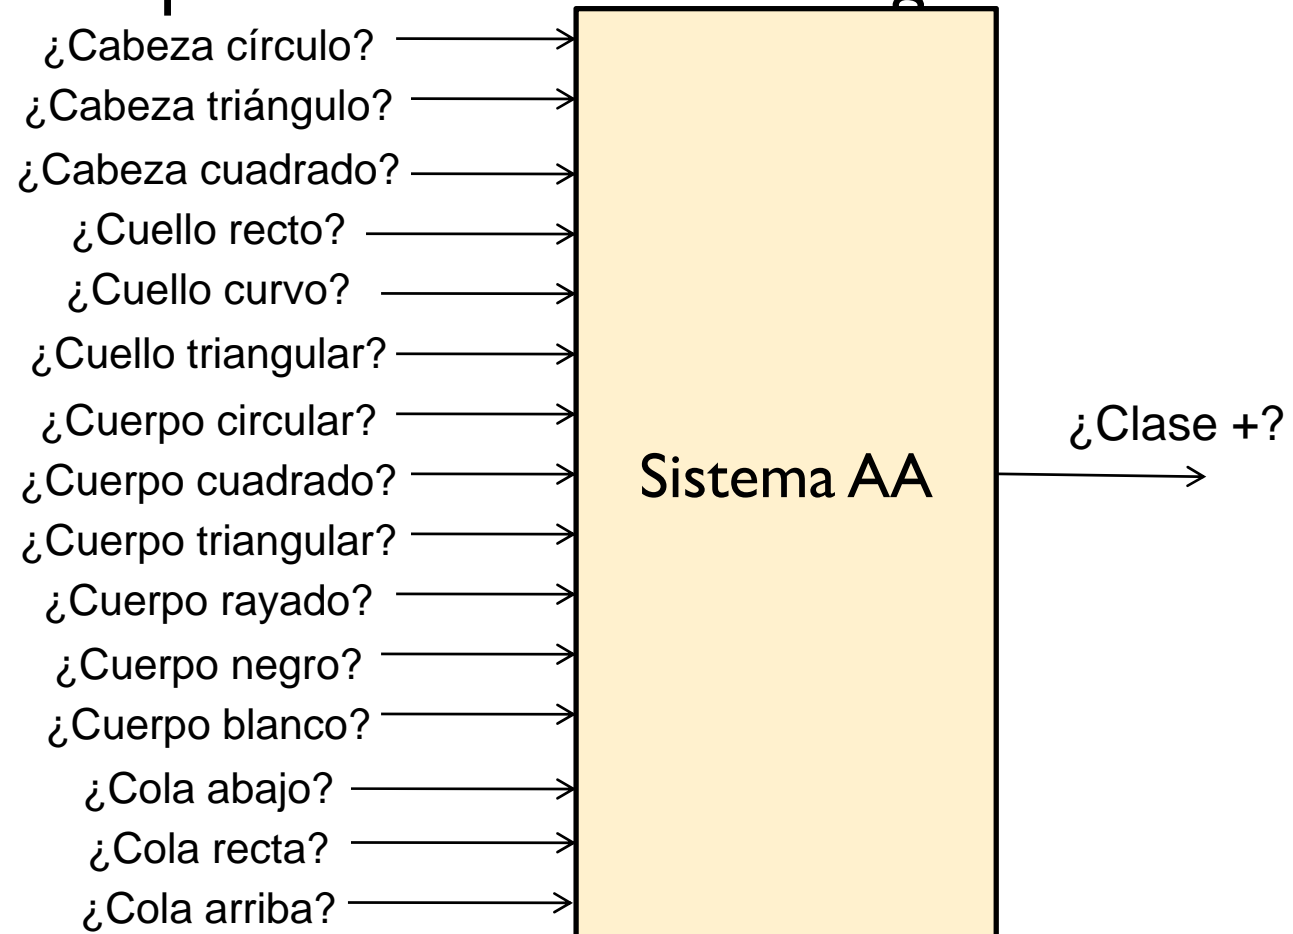 ¿Cabeza círculo?
¿Cabeza triángulo?
¿Cabeza cuadrado?
¿Cuello recto?
¿Cuello curvo?
¿Cuello triangular?
¿Cuerpo circular?
¿Cuerpo cuadrado?
¿Cuerpo triangular?
¿Cuerpo rayado?
¿Cuerpo negro?
¿Cuerpo blanco?
¿Cola abajo?
¿Cola recta?
¿Cola arriba?
Sistema AA
¿Clase +?